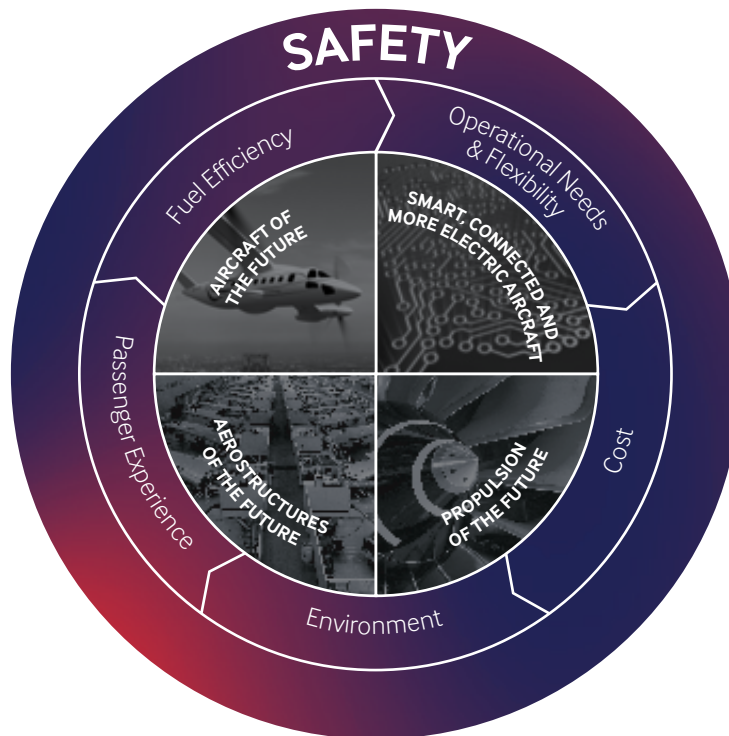 SAFETY
Fuel Efficiency
Operational Needs
& Flexibility
AIRCRAFT OF
THE FUTURE
SMART, CONNECTED AND
MORE ELECTRIC AIRCRAFT
Passenger Experience
Cost
AEROSTRUCTURES
OF THE FUTURE
PROPULSION
OF THE FUTURE
Environment